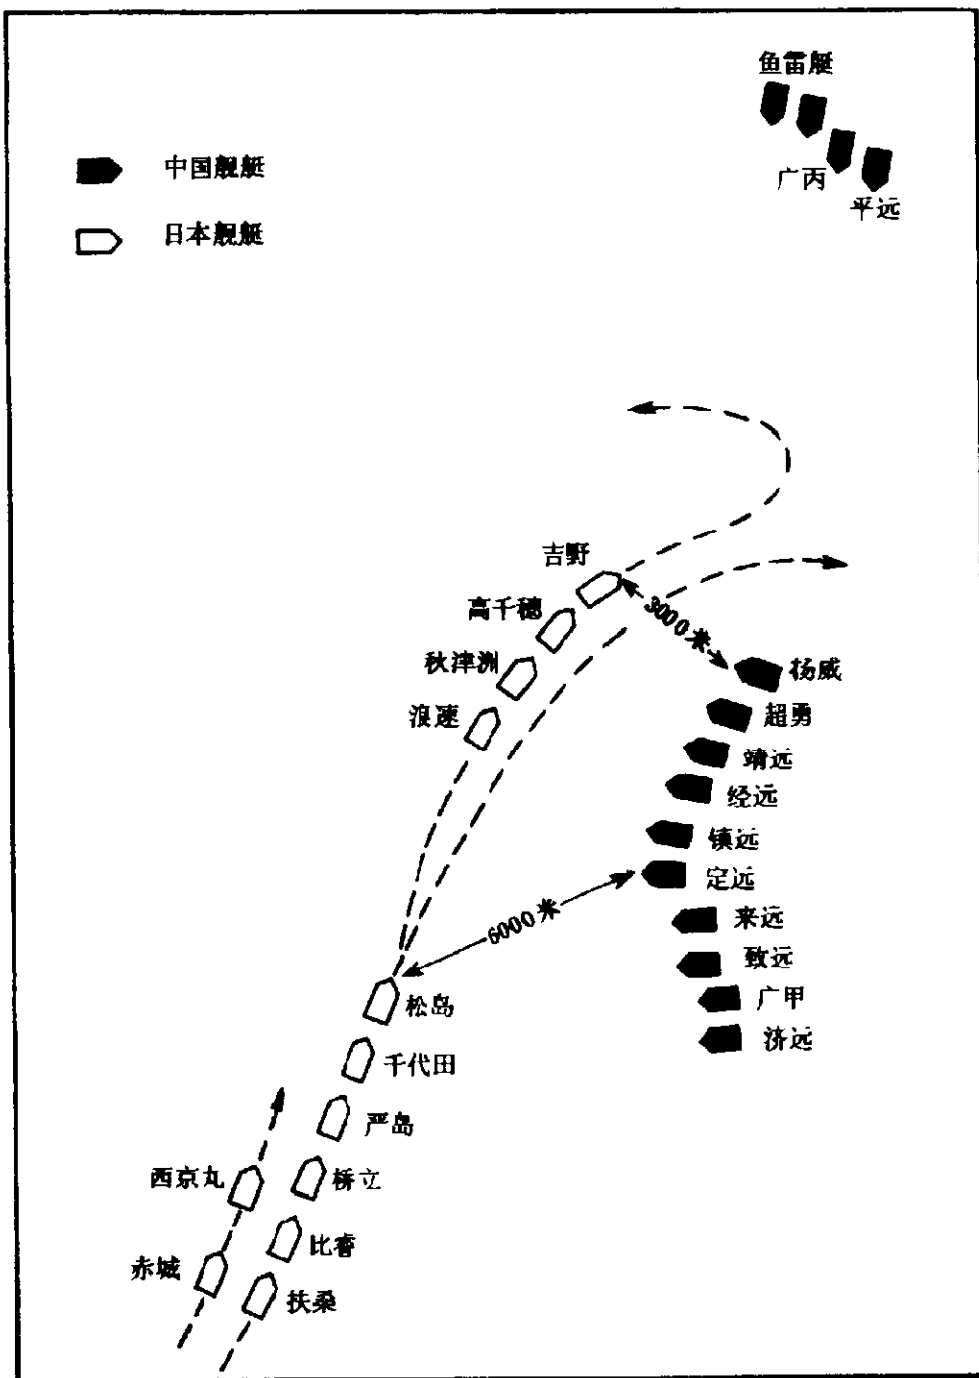 鱼雷艇
中国舰艇
广丙
平远
日本舰艇
吉野
高千穗
3000米
秋津洲
扬威
浪速
超勇
靖远
经远
镇远
定远
6000米
来远
致远
松岛
广甲
济远
千代田
严岛
西京丸
桥立
比睿
赤城
扶桑